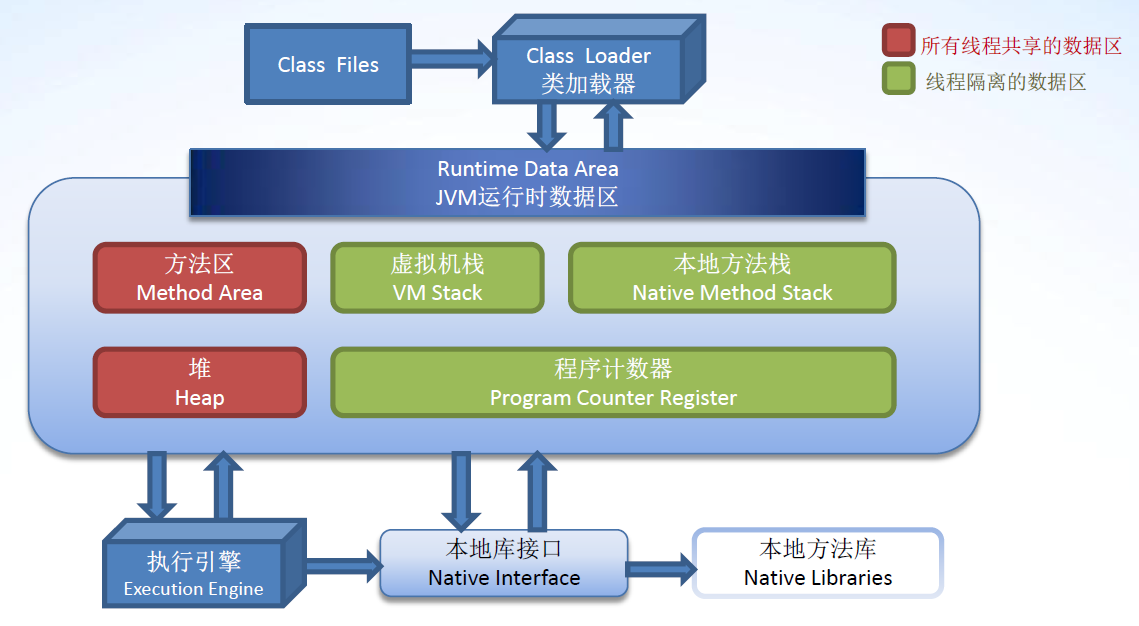 Class Files
Class Loader
类加载器
所有线程共享的数据区
线程隔离的数据区
Runtime Data Area
JVM运行时数据区
方法区
Method Area
虚拟机栈
VM Stack
本地方法栈
Native Method Stack
堆
Heap
程序计数器
Program Counter Register
执行引擎
Execution Engine
本地库接口
Native Interface
本地方法库
Native Libraries